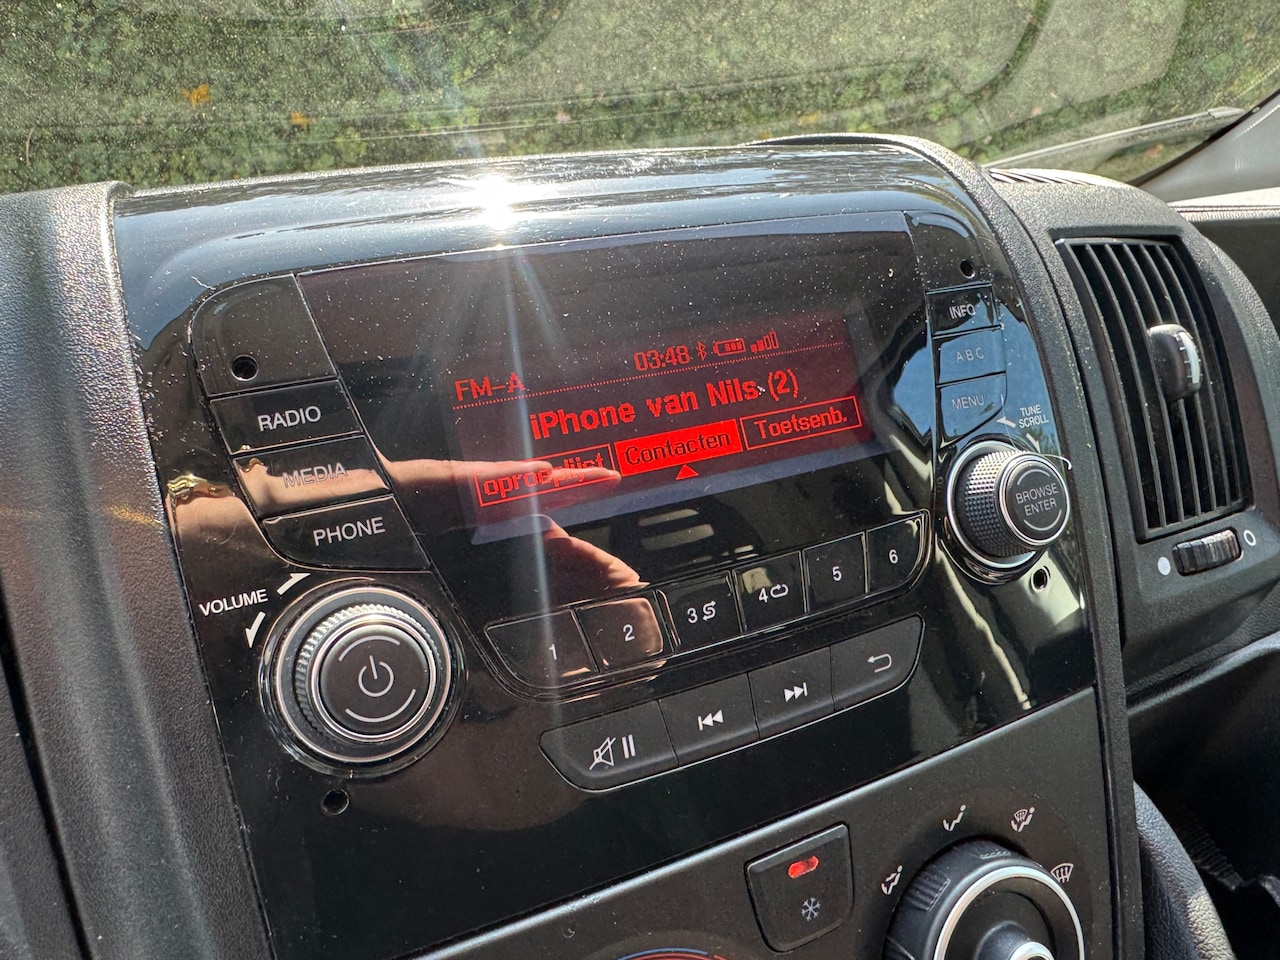 03:48
FM-A
iPhone van Nils (2)
oproeplijst Contacten Toetsenb.
RADIO
MEDIA
PHONE
VOLUME
INFO
ABC
MENU
TUNE
SCROLL
BROWSE
ENTER
1 2 3 4 5 6
O